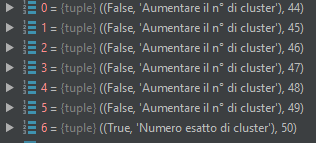 0 = {tuple} ((False, 'Aumentare il n° di cluster'), 44)
1 = {tuple} ((False, 'Aumentare il n° di cluster'), 45)
2 = {tuple} ((False, 'Aumentare il n° di cluster'), 46)
3 = {tuple} ((False, 'Aumentare il n° di cluster'), 47)
4 = {tuple} ((False, 'Aumentare il n° di cluster'), 48)
5 = {tuple} ((False, 'Aumentare il n° di cluster'), 49)
6 = {tuple} ((True, 'Numero esatto di cluster'), 50)